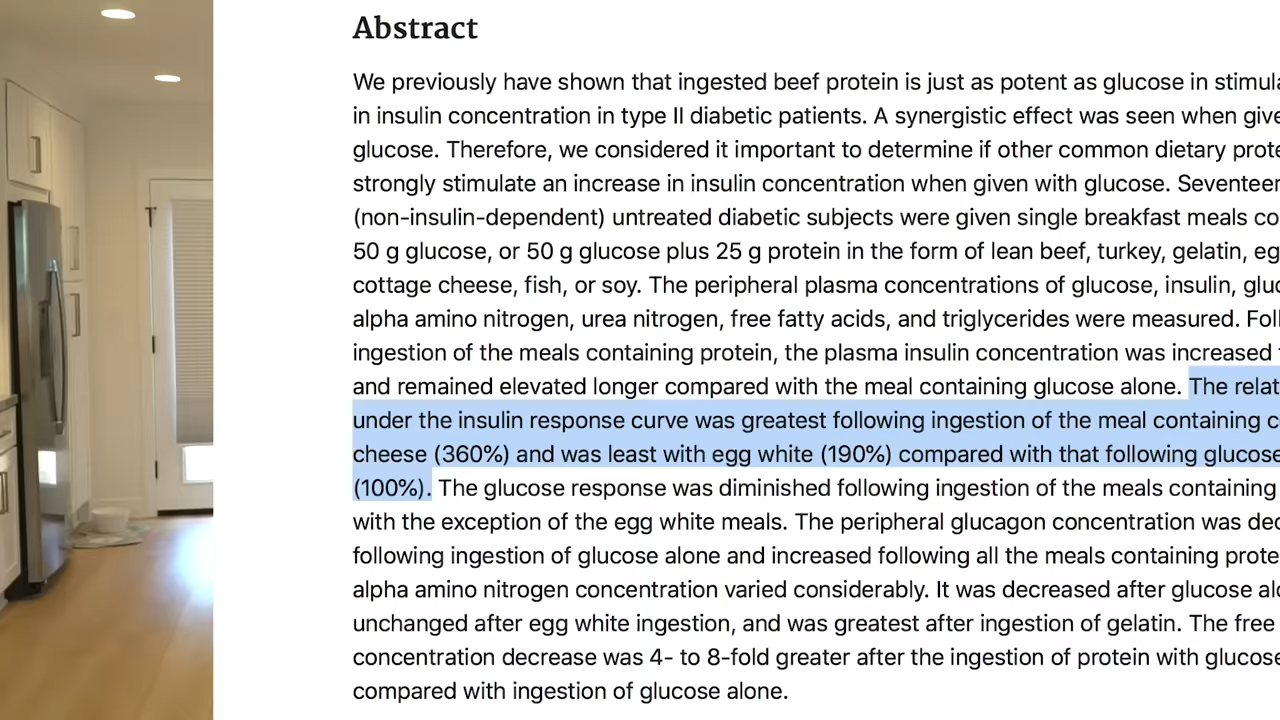 Abstract
We previously have shown that ingested beef protein is just as potent as glucose in
in insulin concentration in type II diabetic patients. A synergistic effect was seen when
glucose. Therefore, we considered it important to determine if other common dietary
strongly stimulate an increase in insulin concentration when given with glucose.
(non-insulin-dependent) untreated diabetic subjects were given single breakfast meals
50 g glucose, or 50 g glucose plus 25 g protein in the form of lean beef, turkey, gelatin,
cottage cheese, fish, or soy. The peripheral plasma concentrations of glucose, insulin,
alpha amino nitrogen, urea nitrogen, free fatty acids, and triglycerides were measured.
ingestion of the meals containing protein, the plasma insulin concentration was increased
and remained elevated longer compared with the meal containing glucose alone. The
under the insulin response curve was greatest following ingestion of the meal containing
cheese (360%) and was least with egg white (190%) compared with that following glucose
(100%). The glucose response was diminished following ingestion of the meals containing
with the exception of the egg white meals. The peripheral glucagon concentration was
following ingestion of glucose alone and increased following all the meals containing
alpha amino nitrogen concentration varied considerably. It was decreased after glucose
unchanged after egg white ingestion, and was greatest after ingestion of gelatin. The free
concentration decrease was 4- to 8-fold greater after the ingestion of protein with glucose
compared with ingestion of glucose alone.